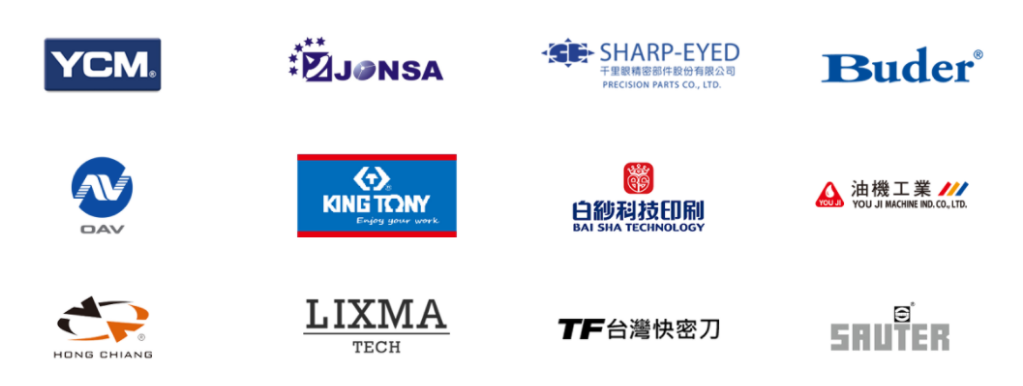 YCM®
JONSA
SHARP-EYED
千里眼精密部件股份有限公司
PRECISION PARTS CO., LTD.
Buder®
OAV
KING TONY®
Enjoy your work
白紗科技印刷
BAI SHA TECHNOLOGY
YOU JI
油機工業
YOU JI MACHINE IND. CO., LTD.
HONG CHIANG®
LIXMA
TECH
TF台灣快密刀
S®
SAUTER